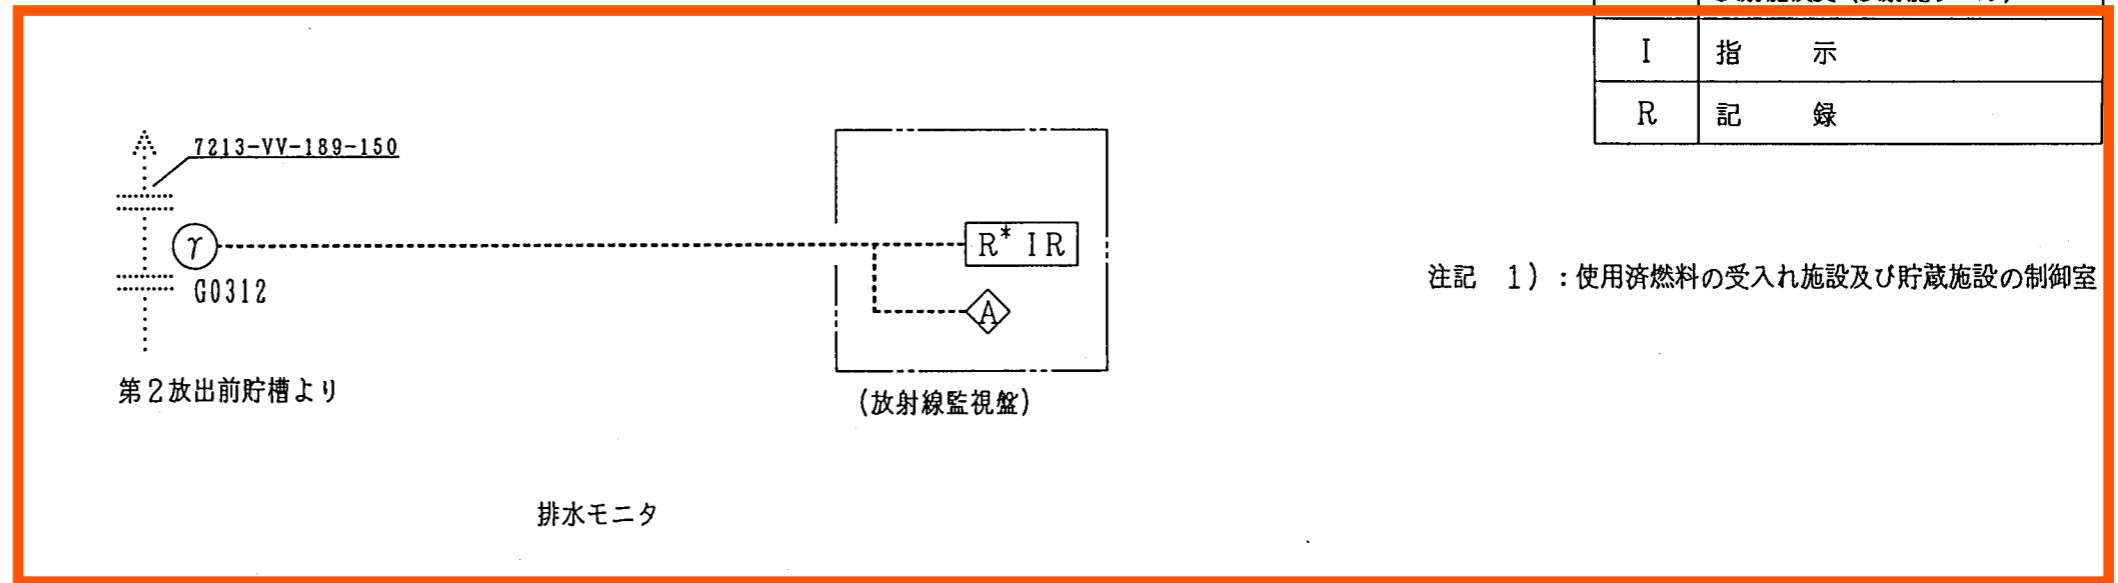 I 指 示
R 記 録
7213-VV-189-150
γ
G0312
R* I R
A
注記 1) : 使用済燃料の受入れ施設及び貯蔵施設の制御室
第2放出前貯槽より
(放射線監視盤)
排水モニタ